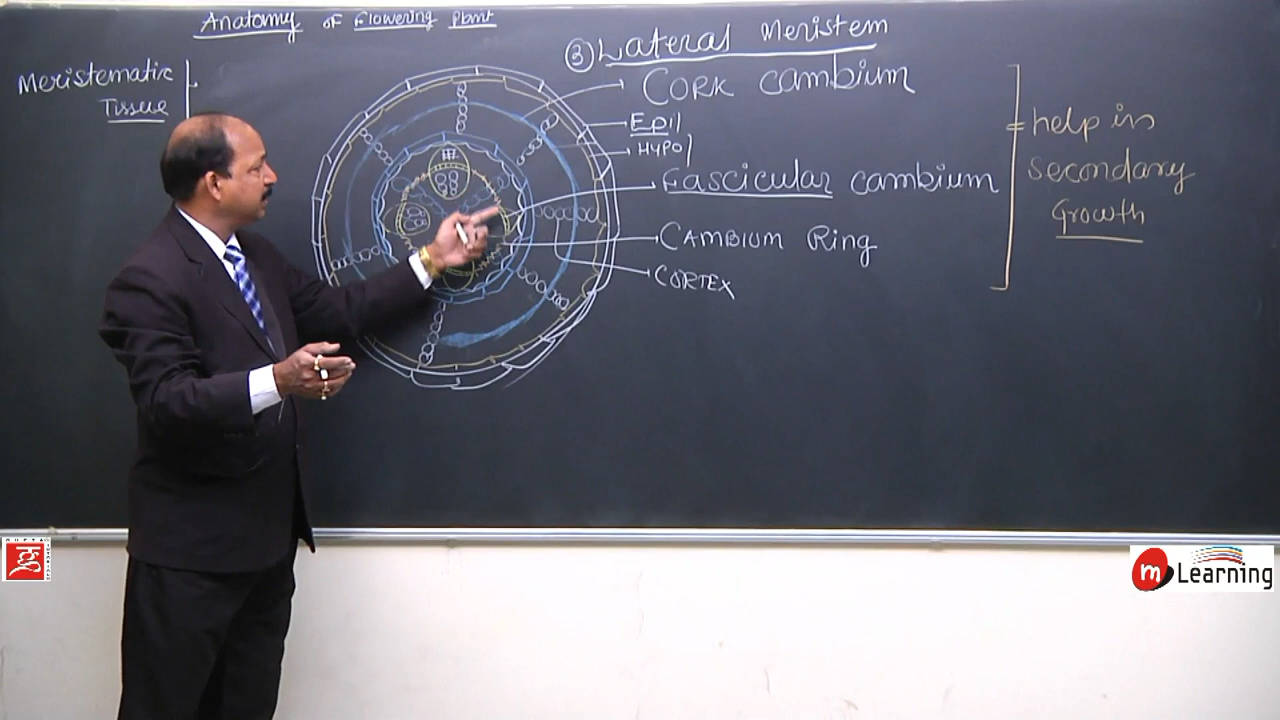 Anatomy of Flowering Plant
Meristematic
Tissue
③ Lateral Meristem
Cork cambium
Epi
Hypo
Fascicular cambium
Cambium Ring
Cortex
help in
secondary
Growth
m Learning